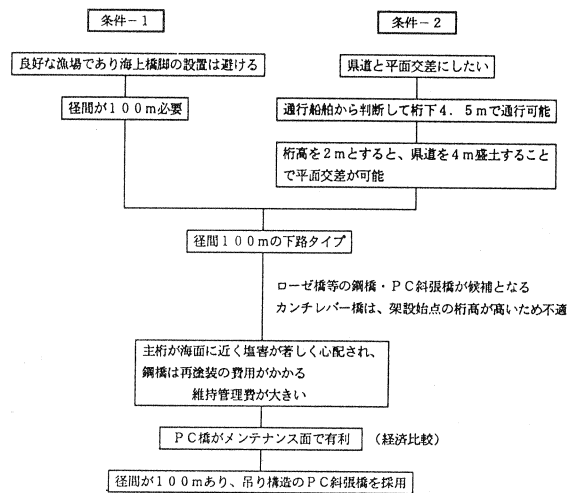 条件－１
条件－２
良好な漁場であり海上橋脚の設置は避ける
県道と平面交差にしたい
径間が１００ｍ必要
通行船舶から判断して桁下４．５ｍで通行可能
桁高を２ｍとすると、県道を４ｍ盛土すること
で平面交差が可能
径間１００ｍの下路タイプ
ローゼ橋等の鋼橋・ＰＣ斜張橋が候補となる
カンチレバー橋は、架設始点の桁高が高いため不適
主桁が海面に近く塩害が著しく心配され、
鋼橋は再塗装の費用がかかる
維持管理費が大きい
ＰＣ橋がメンテナンス面で有利
（経済比較）
径間が１００ｍあり、吊り構造のＰＣ斜張橋を採用